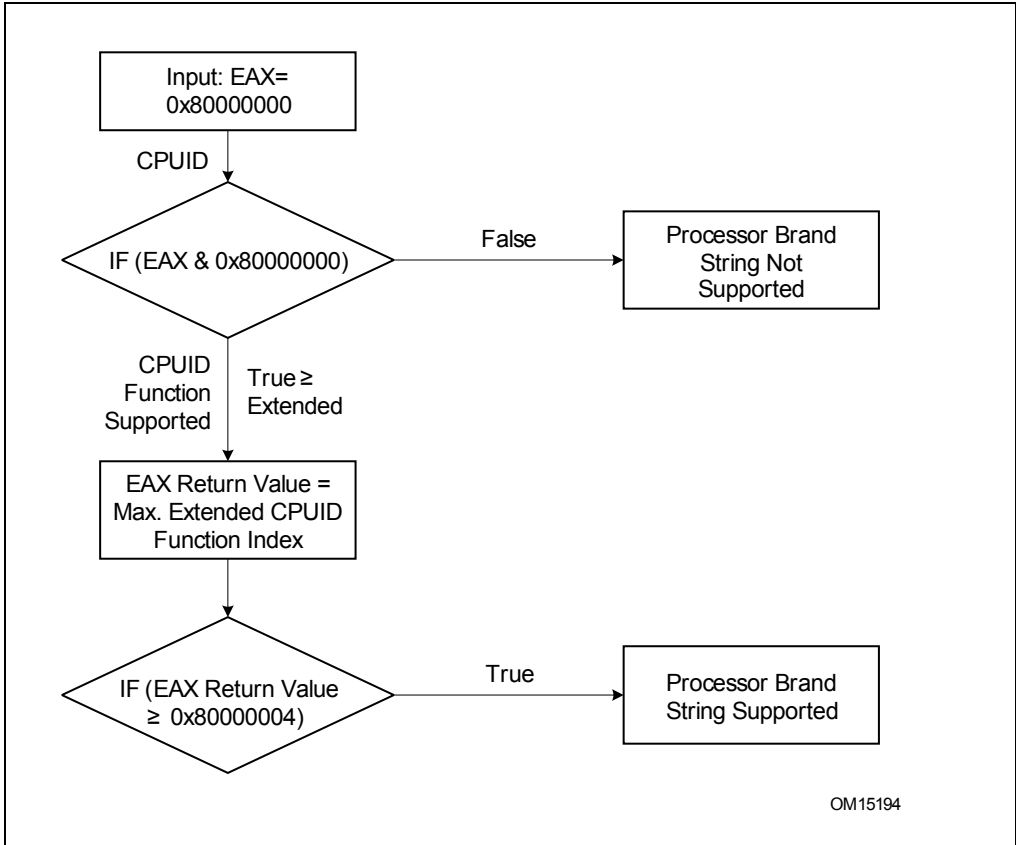 Input: EAX=
0x80000000
CPUID
IF (EAX & 0x80000000)
False
Processor Brand
String Not
Supported
CPUID
Function
Supported
True ≥
Extended
EAX Return Value =
Max. Extended CPUID
Function Index
IF (EAX Return Value
≥ 0x80000004)
True
Processor Brand
String Supported
OM15194